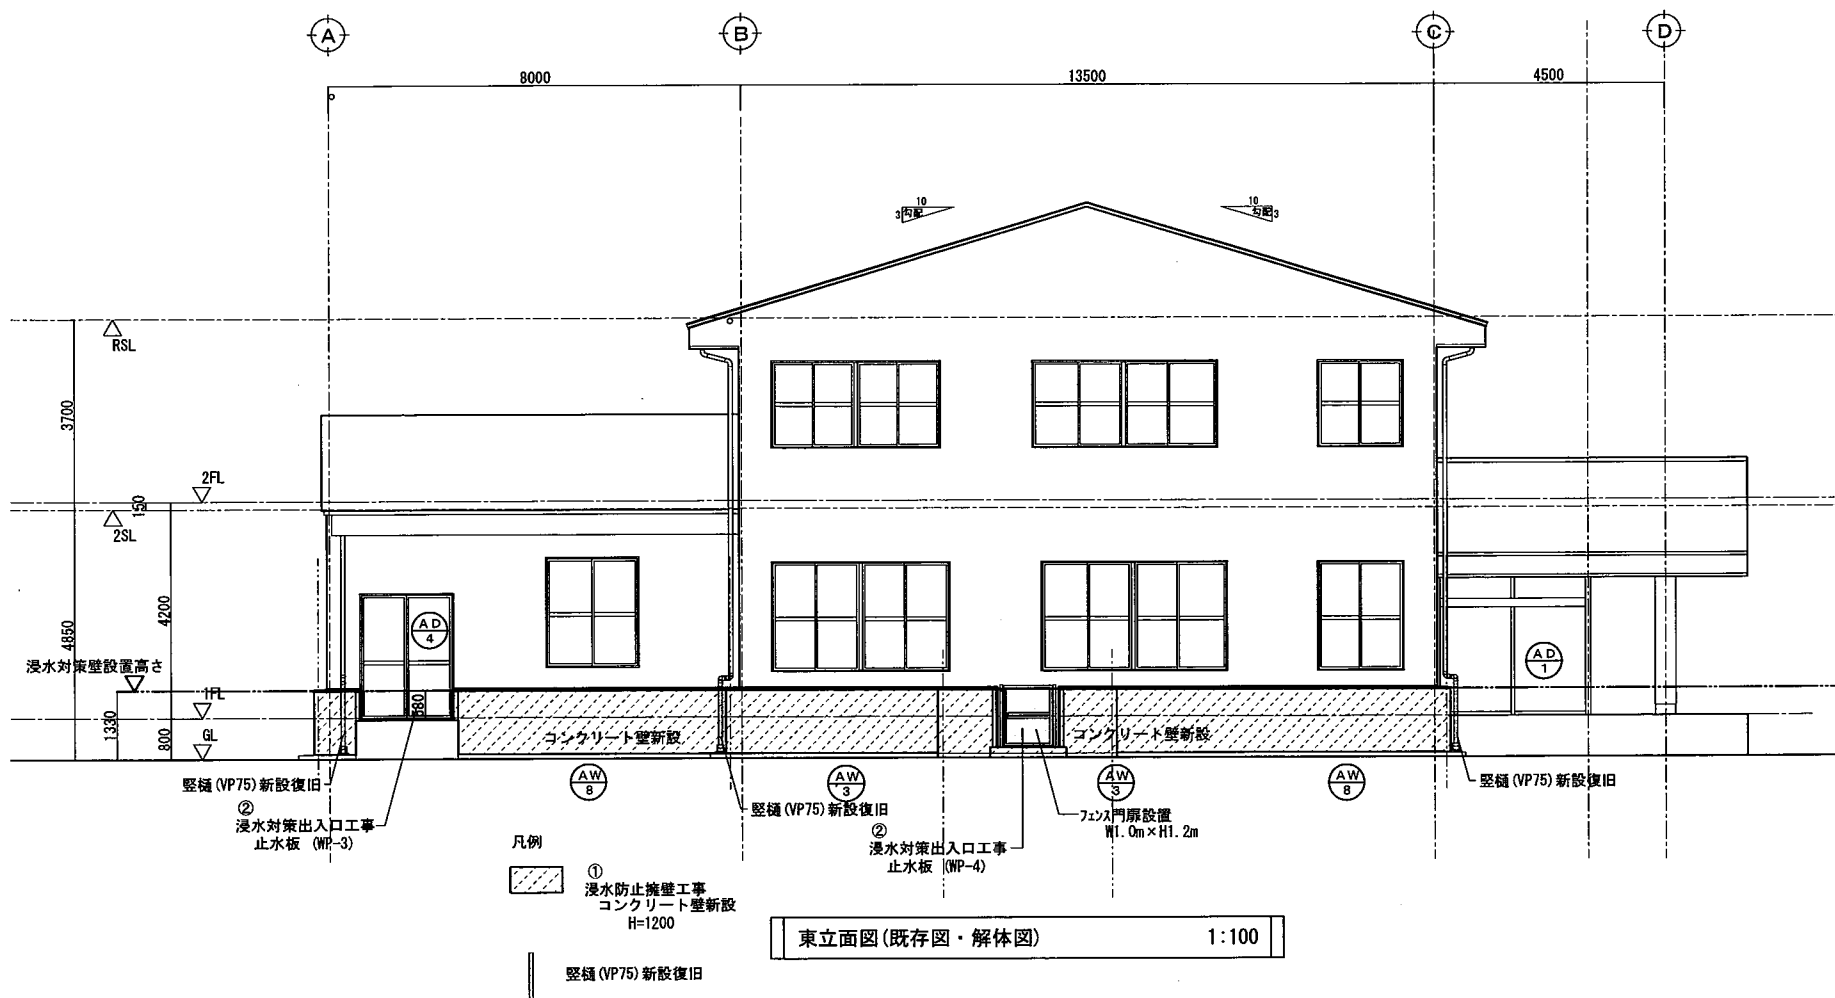 A
B
C
D
8000
13500
4500
10
3
勾配
10
勾配
3
RSL
3700
2FL
150
2SL
4200
4850
AD
4
AD
1
浸水対策壁設置高さ
1FL
580
1330
800
GL
コンクリート壁新設
コンクリート壁新設
竪樋(VP75)新設復旧
AW
8
AW
3
AW
3
AW
8
竪樋(VP75)新設復旧
②
浸水対策出入口工事
止水板 (WP-3)
竪樋(VP75)新設復旧
フェンス門扉設置
W1.0m×H1.2m
②
浸水対策出入口工事
止水板 (WP-4)
凡例
①
浸水防止擁壁工事
コンクリート壁新設
H=1200
東立面図(既存図・解体図) 1:100
竪樋(VP75)新設復旧